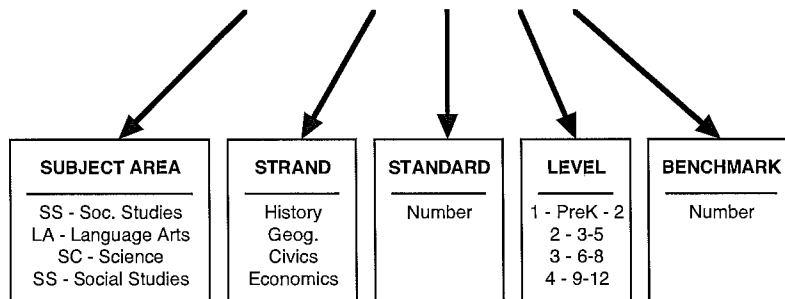 SUBJECT AREA
SS - Soc. Studies
LA - Language Arts
SC - Science
SS - Social Studies
STRAND
History
Geog.
Civics
Economics
STANDARD
Number
LEVEL
1 - PreK - 2
2 - 3-5
3 - 6-8
4 - 9-12
BENCHMARK
Number